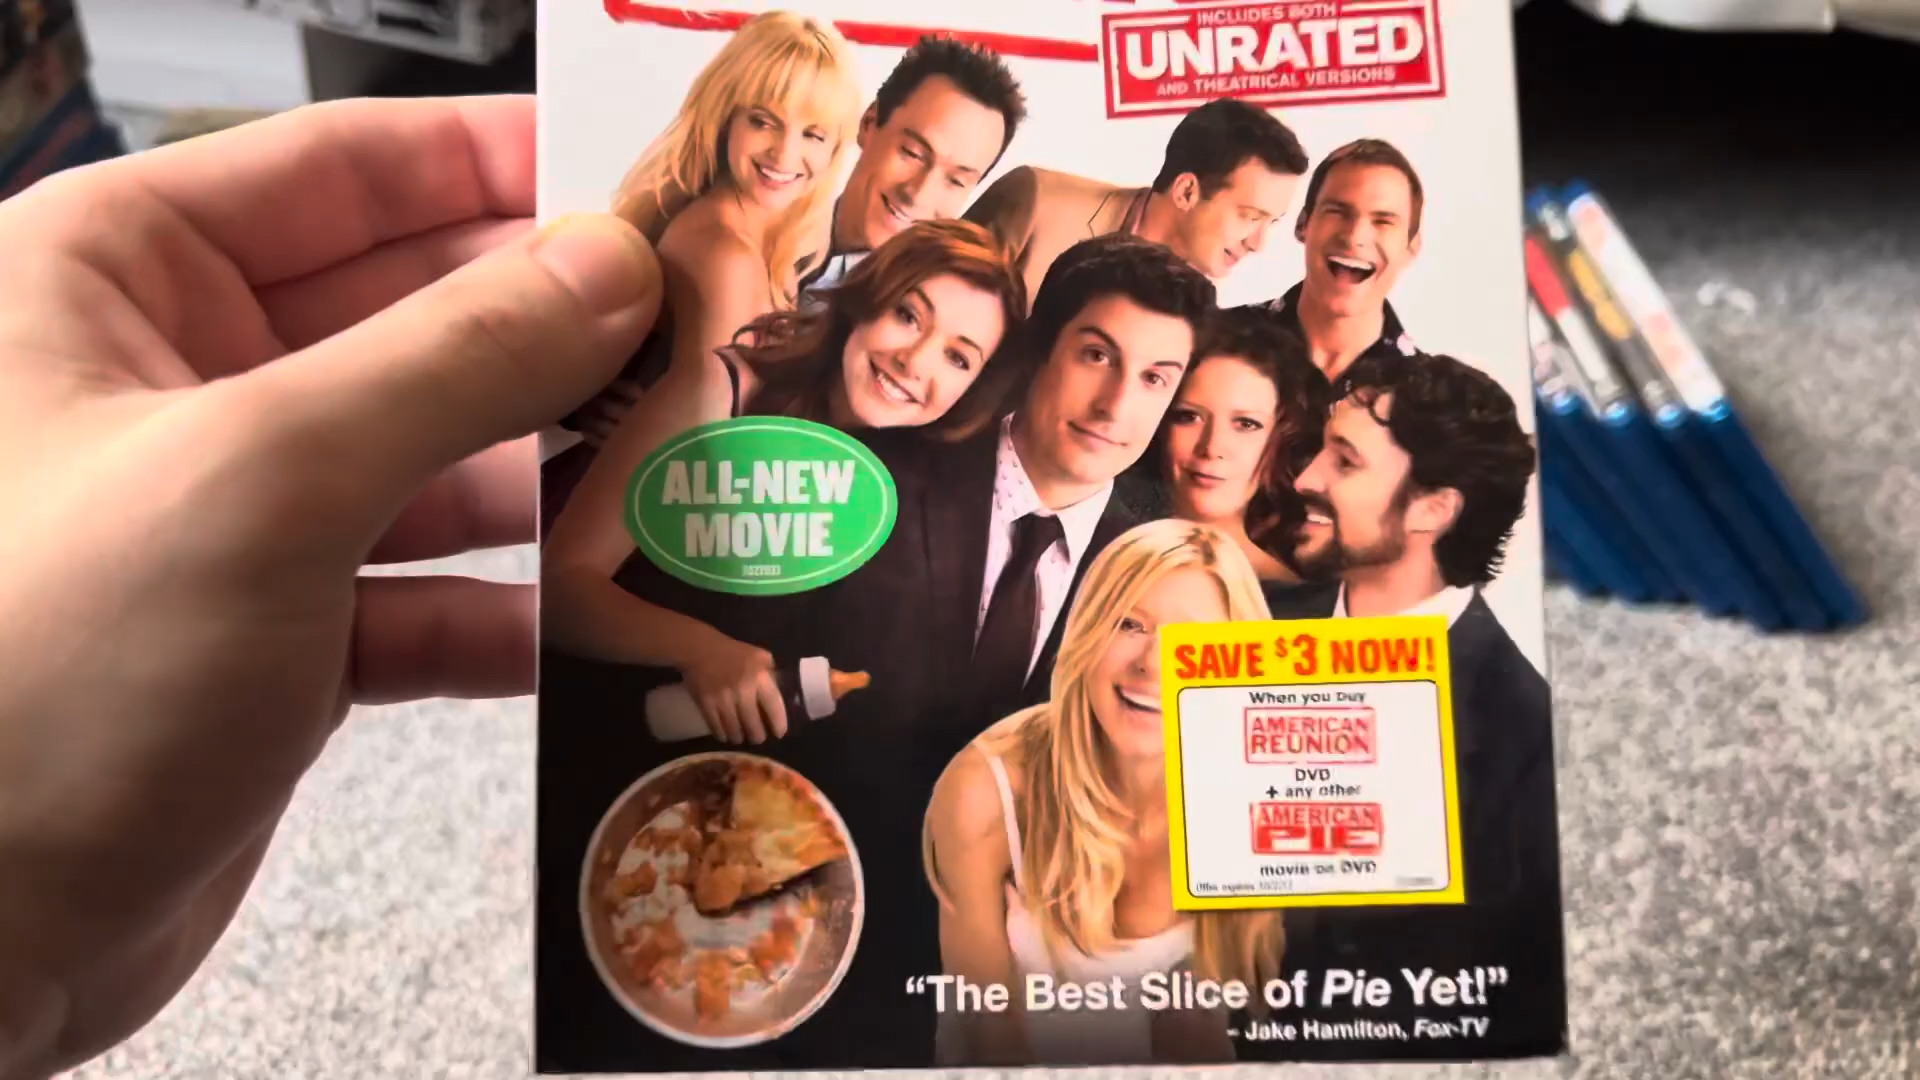 INCLUDES BOTH
UNRATED
AND THEATRICAL VERSIONS
ALL-NEW
MOVIE
SAVE $3 NOW!
When you buy
AMERICAN
REUNION
DVD
+ any other
AMERICAN
PIE
movie on DVD
“The Best Slice of Pie Yet!”
- Jake Hamilton, Fox-TV